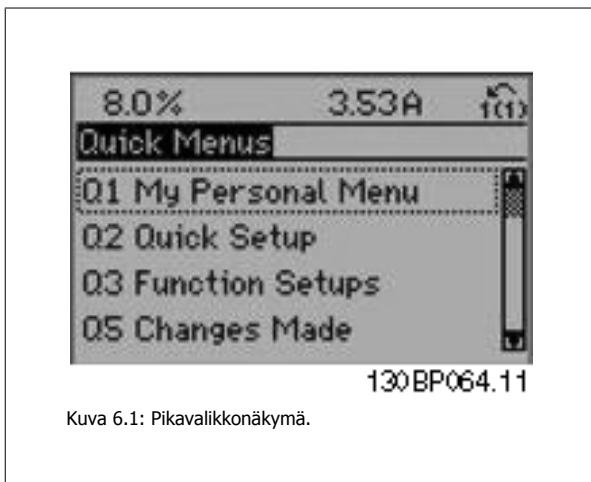 8.0% 3.53A 1(1)
Quick Menus
Q1 My Personal Menu
Q2 Quick Setup
Q3 Function Setups
Q5 Changes Made
130BP064.11
Kuva 6.1: Pikavalikkonäkymä.